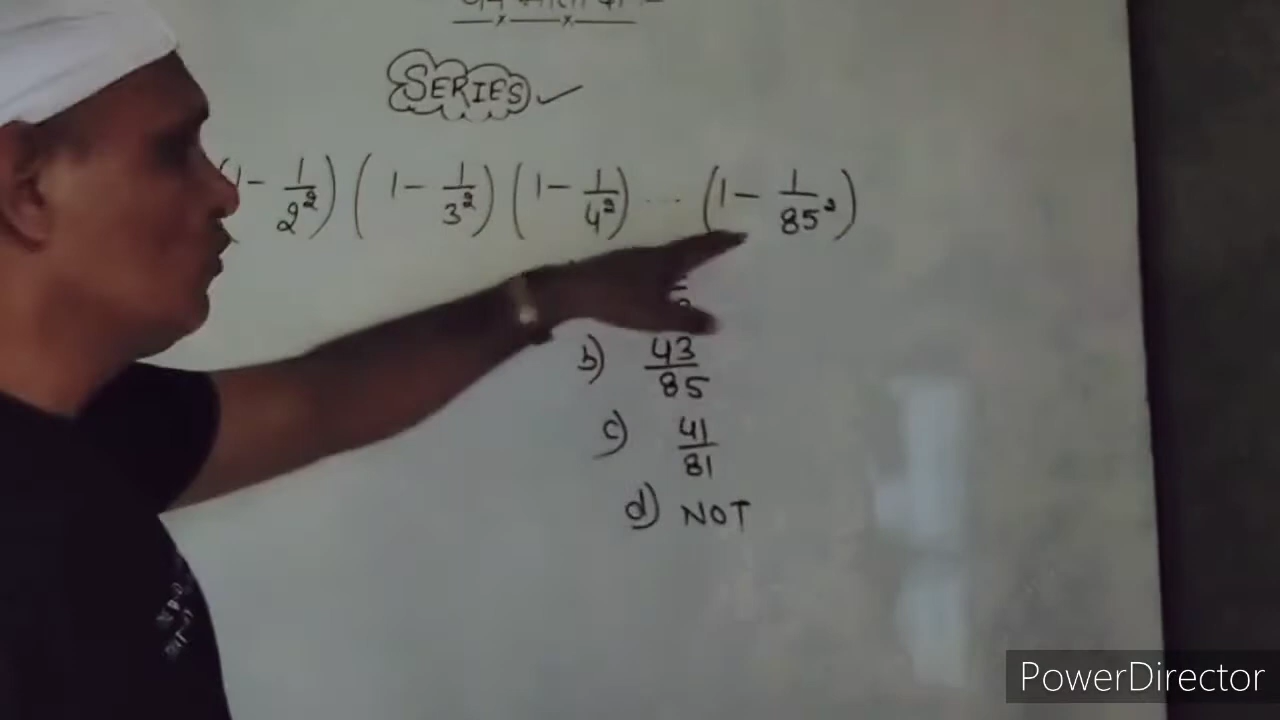 SERIES
(1 - 1/2²) (1 - 1/3²) (1 - 1/4²) ... (1 - 1/85²)
b) 43/85
c) 41/81
d) NOT
PowerDirector